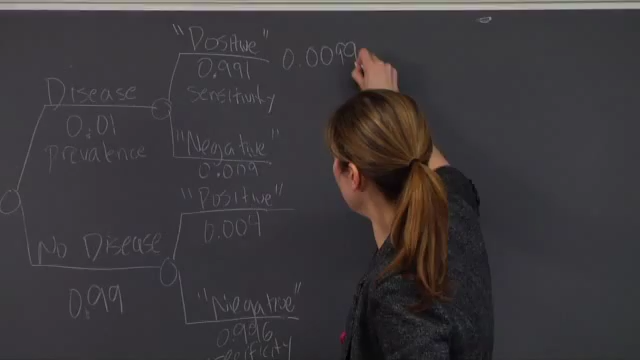 "Positive"
0.0099
0.991
Disease
sensitivity
0.01
"Negative"
prevalence
0.009
"Positive"
0.004
No Disease
"Negative"
0.99
0.996